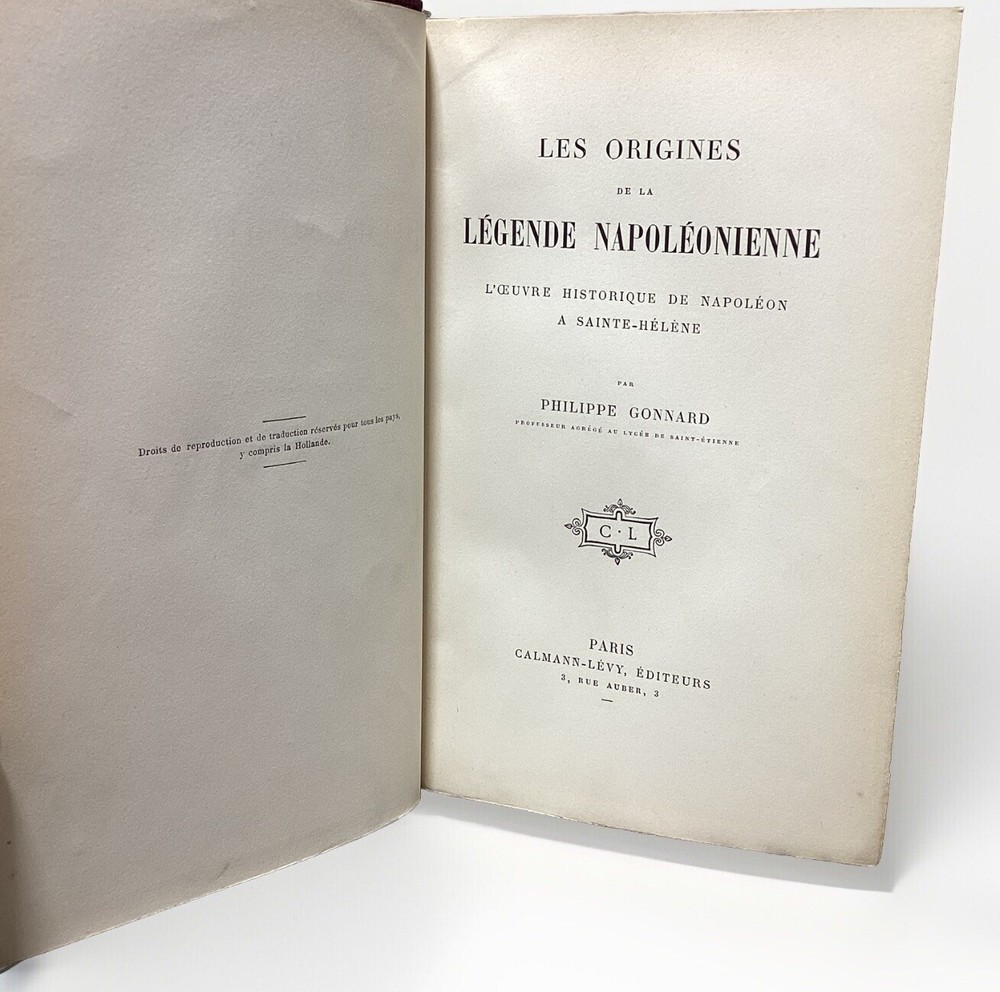 Droits de reproduction et de traduction réservés pour tous les pays,
y compris la Hollande.
LES ORIGINES
DE LA
LÉGENDE NAPOLÉONIENNE
L'ŒUVRE HISTORIQUE DE NAPOLÉON
A SAINTE-HÉLÈNE
PAR
PHILIPPE GONNARD
PROFESSEUR AGRÉGÉ AU LYCÉE DE SAINT-ÉTIENNE
C · L
PARIS
CALMANN-LÉVY, ÉDITEURS
3, RUE AUBER, 3